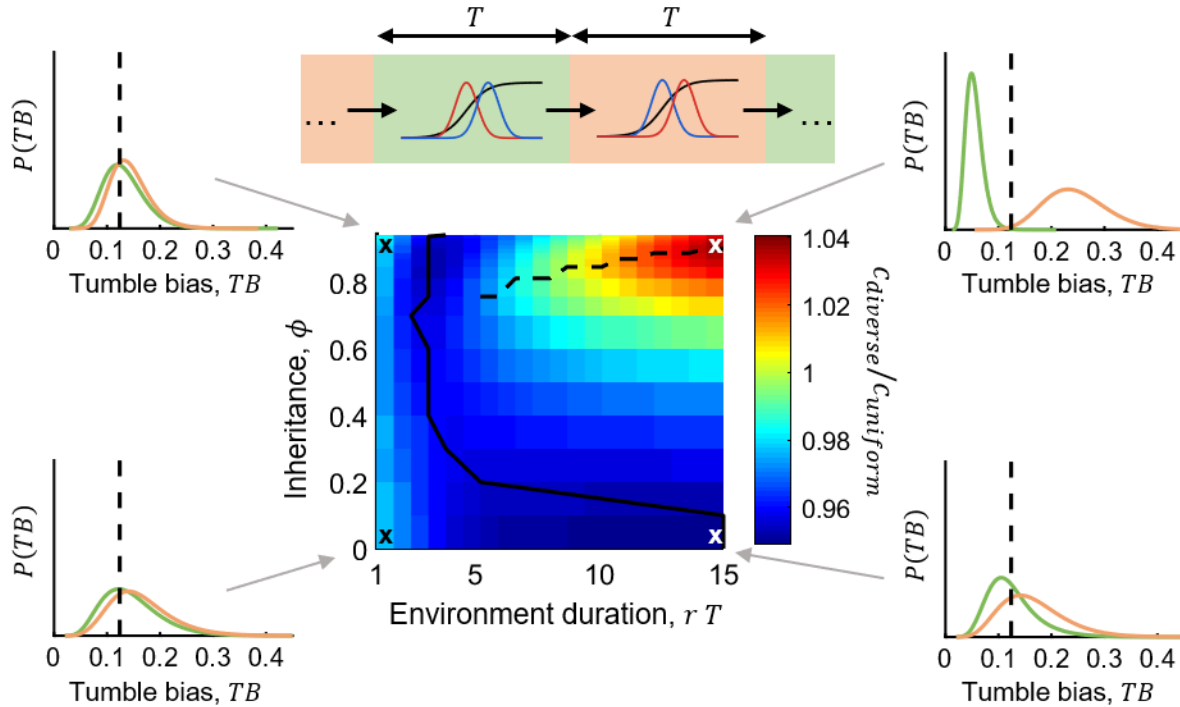 T T
... ...
P(TB)
0 0.1 0.2 0.3 0.4
Tumble bias, TB
P(TB)
0 0.1 0.2 0.3 0.4
Tumble bias, TB
x x
x x
0.8
0.6
0.4
0.2
0
Inheritance, ϕ
1 5 10 15
Environment duration, r T
1.04
1.02
1
0.98
0.96
c_diverse/c_uniform
P(TB)
0 0.1 0.2 0.3 0.4
Tumble bias, TB
P(TB)
0 0.1 0.2 0.3 0.4
Tumble bias, TB